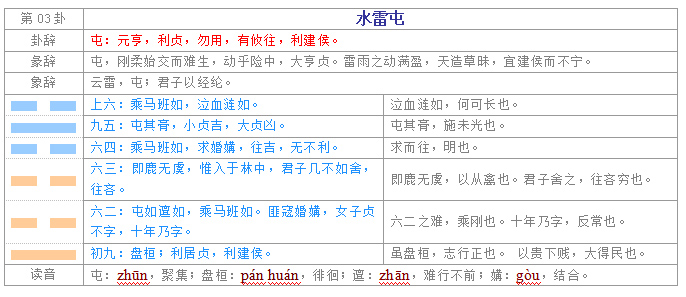 第 03 卦
水雷屯
卦辞
屯：元亨，利贞，勿用，有攸往，利建侯。
彖辞
屯，刚柔始交而难生，动乎险中，大亨贞。雷雨之动满盈，天造草昧，宜建侯而不宁。
象辞
云雷，屯；君子以经纶。
上六：乘马班如，泣血涟如。
泣血涟如，何可长也。
九五：屯其膏，小贞吉，大贞凶。
屯其膏，施未光也。
六四：乘马班如，求婚媾，往吉，无不利。
求而往，明也。
六三：即鹿无虞，惟入于林中，君子几不如舍，
往吝。
即鹿无虞，以从禽也。君子舍之，往吝穷也。
六二：屯如邅如，乘马班如。匪寇婚媾，女子贞
不字，十年乃字。
六二之难，乘刚也。十年乃字，反常也。
初九：盘桓；利居贞，利建侯。
虽盘桓，志行正也。 以贵下贱，大得民也。
读音
屯：zhūn，聚集；盘桓：pán huán，徘徊；邅：zhān，难行不前；媾：gòu，结合。